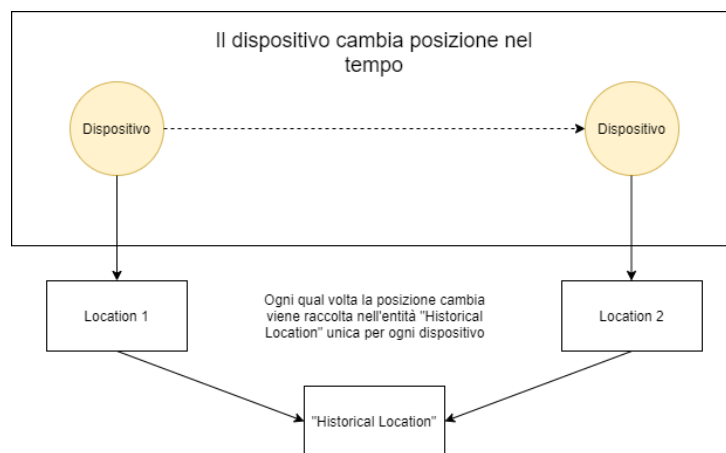 Il dispositivo cambia posizione nel
tempo
Dispositivo
Dispositivo
Location 1
Ogni qual volta la posizione cambia
viene raccolta nell'entità "Historical
Location" unica per ogni dispositivo
Location 2
"Historical Location"